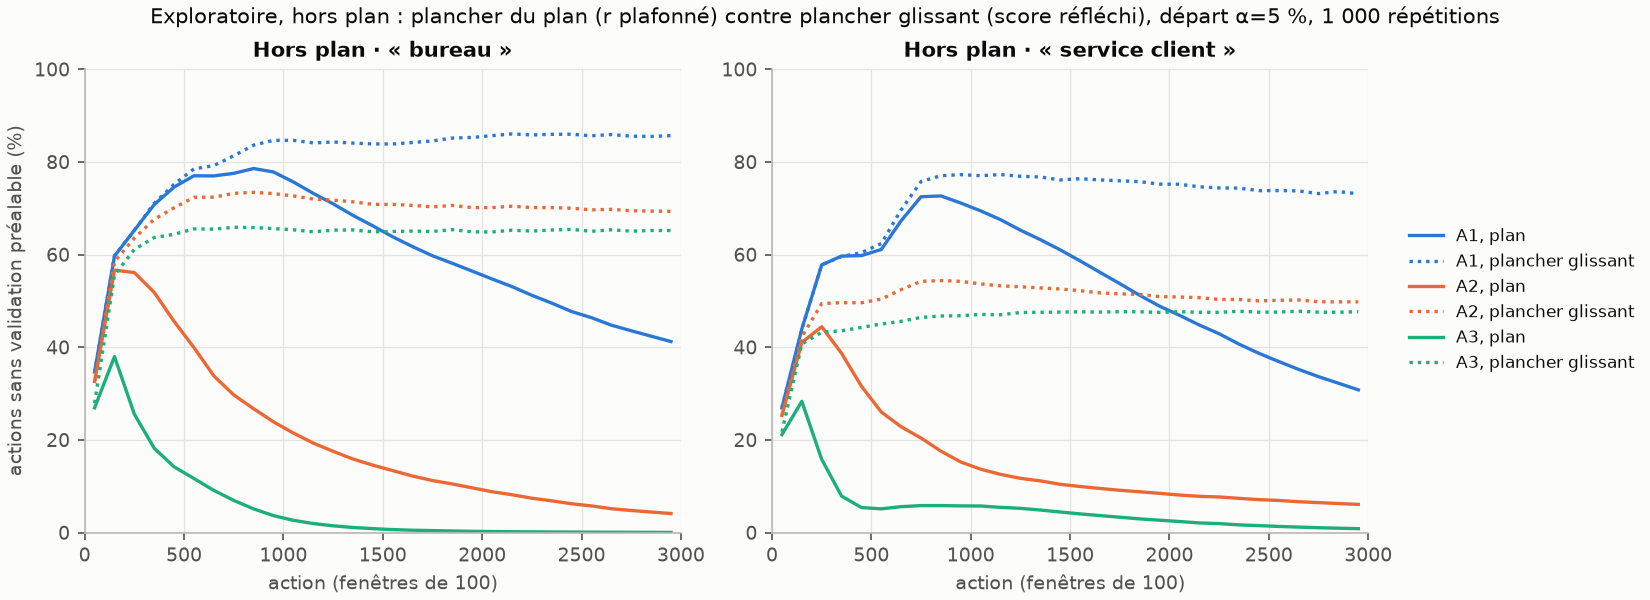 Exploratoire, hors plan : plancher du plan (r plafonné) contre plancher glissant (score réfléchi), départ α=5 %, 1 000 répétitions
Hors plan · « bureau »
actions sans validation préalable (%)
100
80
60
40
20
0
0 500 1000 1500 2000 2500 3000
action (fenêtres de 100)
Hors plan · « service client »
100
80
60
40
20
0
0 500 1000 1500 2000 2500 3000
action (fenêtres de 100)
A1, plan
A1, plancher glissant
A2, plan
A2, plancher glissant
A3, plan
A3, plancher glissant